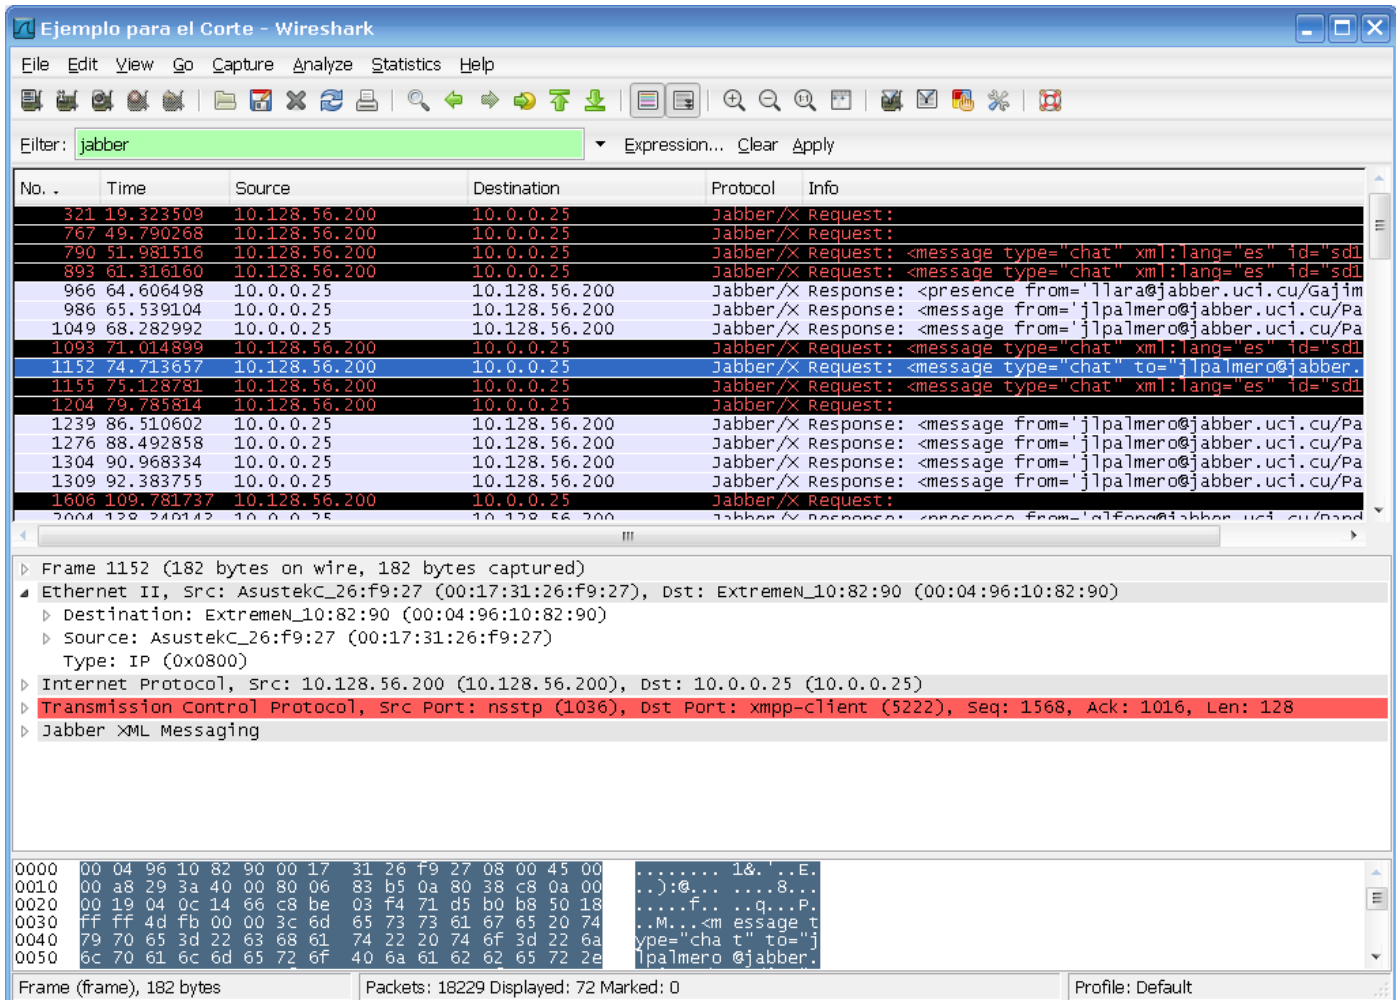 Ejemplo para el Corte - Wireshark
File Edit View Go Capture Analyze Statistics Help
Filter: jabber Expression... Clear Apply
No. . Time Source Destination Protocol Info
321 19.323509 10.128.56.200 10.0.0.25 Jabber/X Request:
767 49.790268 10.128.56.200 10.0.0.25 Jabber/X Request:
790 51.981516 10.128.56.200 10.0.0.25 Jabber/X Request: <message type="chat" xml:lang="es" id="sd1
893 61.316160 10.128.56.200 10.0.0.25 Jabber/X Request: <message type="chat" xml:lang="es" id="sd1
966 64.606498 10.0.0.25 10.128.56.200 Jabber/X Response: <presence from='llara@jabber.uci.cu/Gajim
986 65.539104 10.0.0.25 10.128.56.200 Jabber/X Response: <message from='jlpalmero@jabber.uci.cu/Pa
1049 68.282992 10.0.0.25 10.128.56.200 Jabber/X Response: <message from='jlpalmero@jabber.uci.cu/Pa
1093 71.014899 10.128.56.200 10.0.0.25 Jabber/X Request: <message type="chat" xml:lang="es" id="sd1
1152 74.713657 10.128.56.200 10.0.0.25 Jabber/X Request: <message type="chat" to="jlpalmero@jabber.
1155 75.128781 10.128.56.200 10.0.0.25 Jabber/X Request: <message type="chat" xml:lang="es" id="sd1
1204 79.785814 10.128.56.200 10.0.0.25 Jabber/X Request:
1239 86.510602 10.0.0.25 10.128.56.200 Jabber/X Response: <message from='jlpalmero@jabber.uci.cu/Pa
1276 88.492858 10.0.0.25 10.128.56.200 Jabber/X Response: <message from='jlpalmero@jabber.uci.cu/Pa
1304 90.968334 10.0.0.25 10.128.56.200 Jabber/X Response: <message from='jlpalmero@jabber.uci.cu/Pa
1309 92.383755 10.0.0.25 10.128.56.200 Jabber/X Response: <message from='jlpalmero@jabber.uci.cu/Pa
1606 109.781737 10.128.56.200 10.0.0.25 Jabber/X Request:
2004 138.349143 10.0.0.25 10.128.56.200 Jabber/X Response: <presence from='glfong@jabber.uci.cu/Pand
Frame 1152 (182 bytes on wire, 182 bytes captured)
Ethernet II, Src: AsustekC_26:f9:27 (00:17:31:26:f9:27), Dst: ExtremeN_10:82:90 (00:04:96:10:82:90)
Destination: ExtremeN_10:82:90 (00:04:96:10:82:90)
Source: AsustekC_26:f9:27 (00:17:31:26:f9:27)
Type: IP (0x0800)
Internet Protocol, Src: 10.128.56.200 (10.128.56.200), Dst: 10.0.0.25 (10.0.0.25)
Transmission Control Protocol, Src Port: nsstp (1036), Dst Port: xmpp-client (5222), Seq: 1568, Ack: 1016, Len: 128
Jabber XML Messaging
0000 00 04 96 10 82 90 00 17 31 26 f9 27 08 00 45 00 ........ 1&.'..E.
0010 00 a8 29 3a 40 00 80 06 83 b5 0a 80 38 c8 0a 00 ..):@... ....8...
0020 00 19 04 0c 14 66 c8 be 03 f4 71 d5 b0 b8 50 18 .....f.. ..q...P.
0030 ff ff 4d fb 00 00 3c 6d 65 73 73 61 67 65 20 74 ..M...<m essage t
0040 79 70 65 3d 22 63 68 61 74 22 20 74 6f 3d 22 6a ype="cha t" to="j
0050 6c 70 61 6c 6d 65 72 6f 40 6a 61 62 62 65 72 2e lpalmero @jabber.
Frame (frame), 182 bytes Packets: 18229 Displayed: 72 Marked: 0 Profile: Default